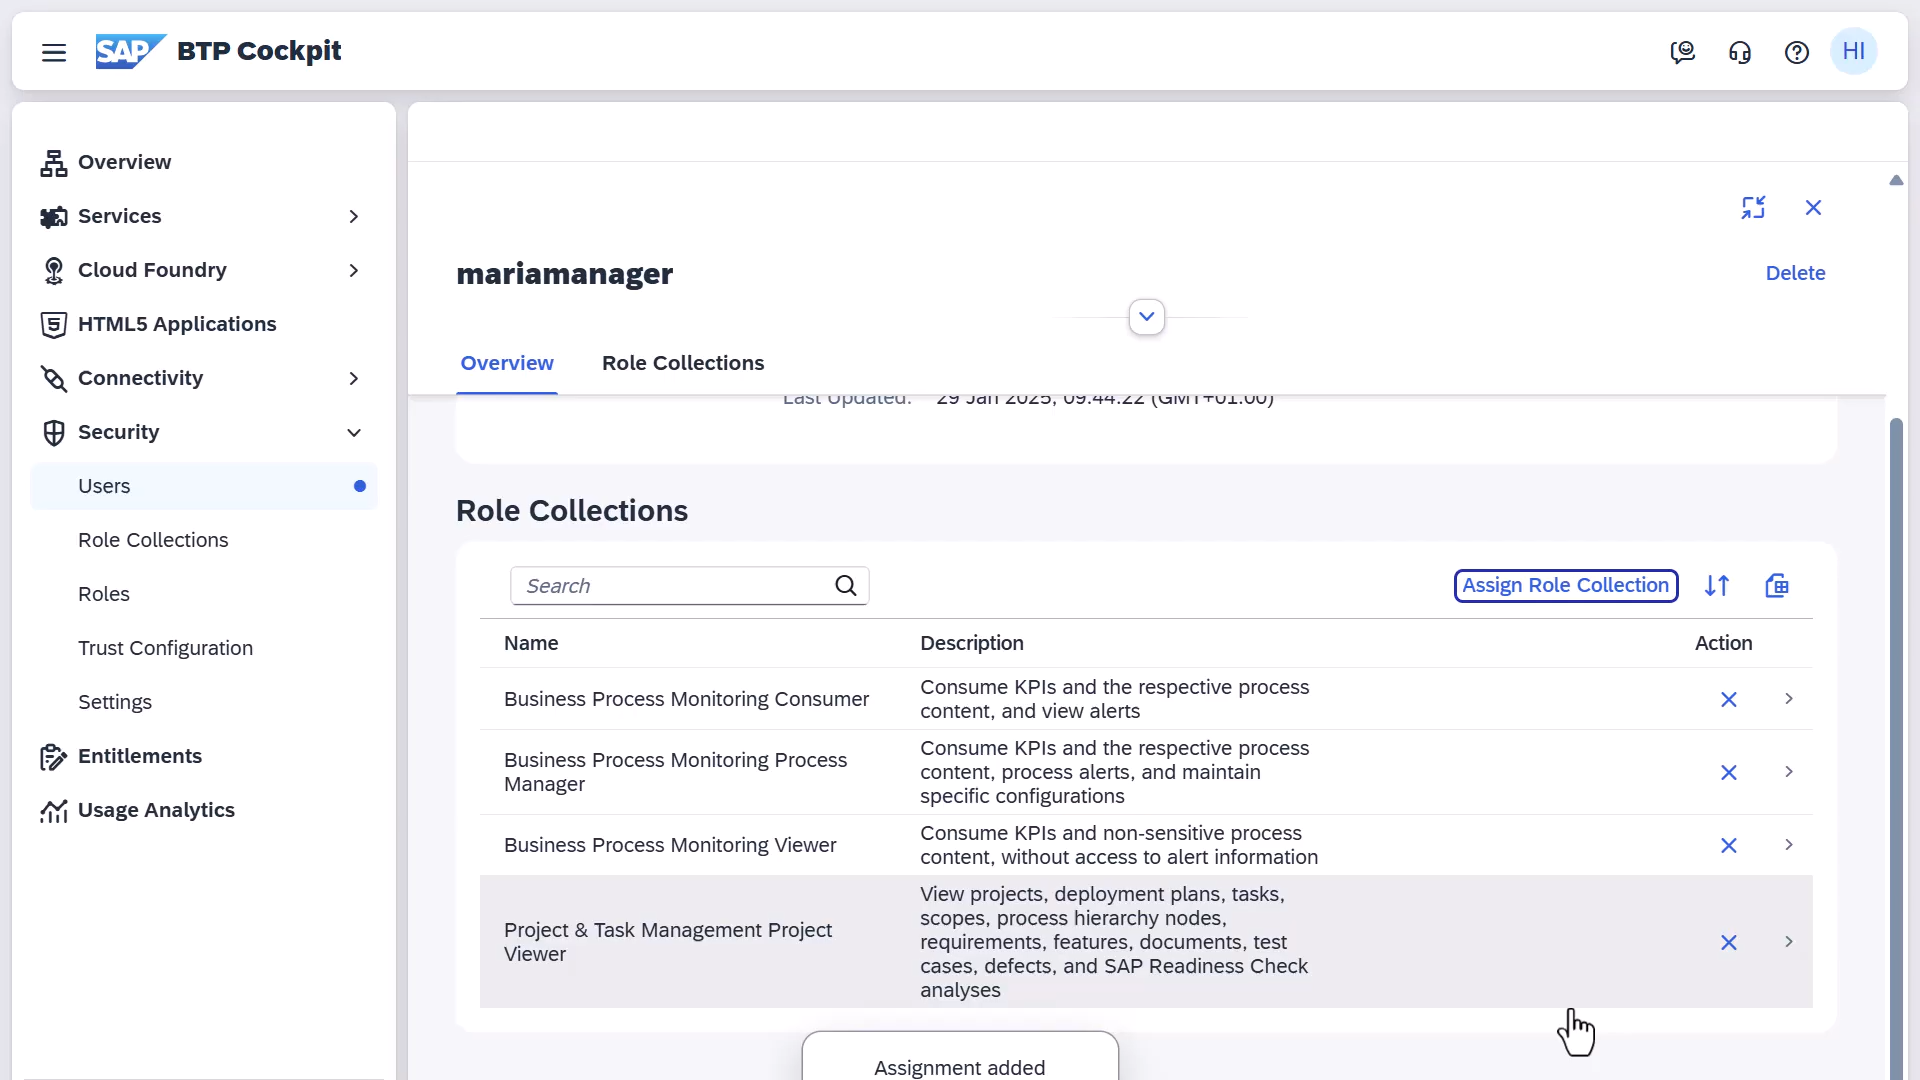 SAP BTP Cockpit
HI
Overview
Services
Cloud Foundry
HTML5 Applications
Connectivity
Security
Users
Role Collections
Roles
Trust Configuration
Settings
Entitlements
Usage Analytics
mariamanager
Delete
Overview Role Collections
Last Updated: 29 Jan 2025, 09:44:22 (GMT+01:00)
Role Collections
Search
Assign Role Collection
Name Description Action
Business Process Monitoring Consumer
Consume KPIs and the respective process
content, and view alerts
Business Process Monitoring Process
Manager
Consume KPIs and the respective process
content, process alerts, and maintain
specific configurations
Business Process Monitoring Viewer
Consume KPIs and non-sensitive process
content, without access to alert information
Project & Task Management Project
Viewer
View projects, deployment plans, tasks,
scopes, process hierarchy nodes,
requirements, features, documents, test
cases, defects, and SAP Readiness Check
analyses
Assignment added